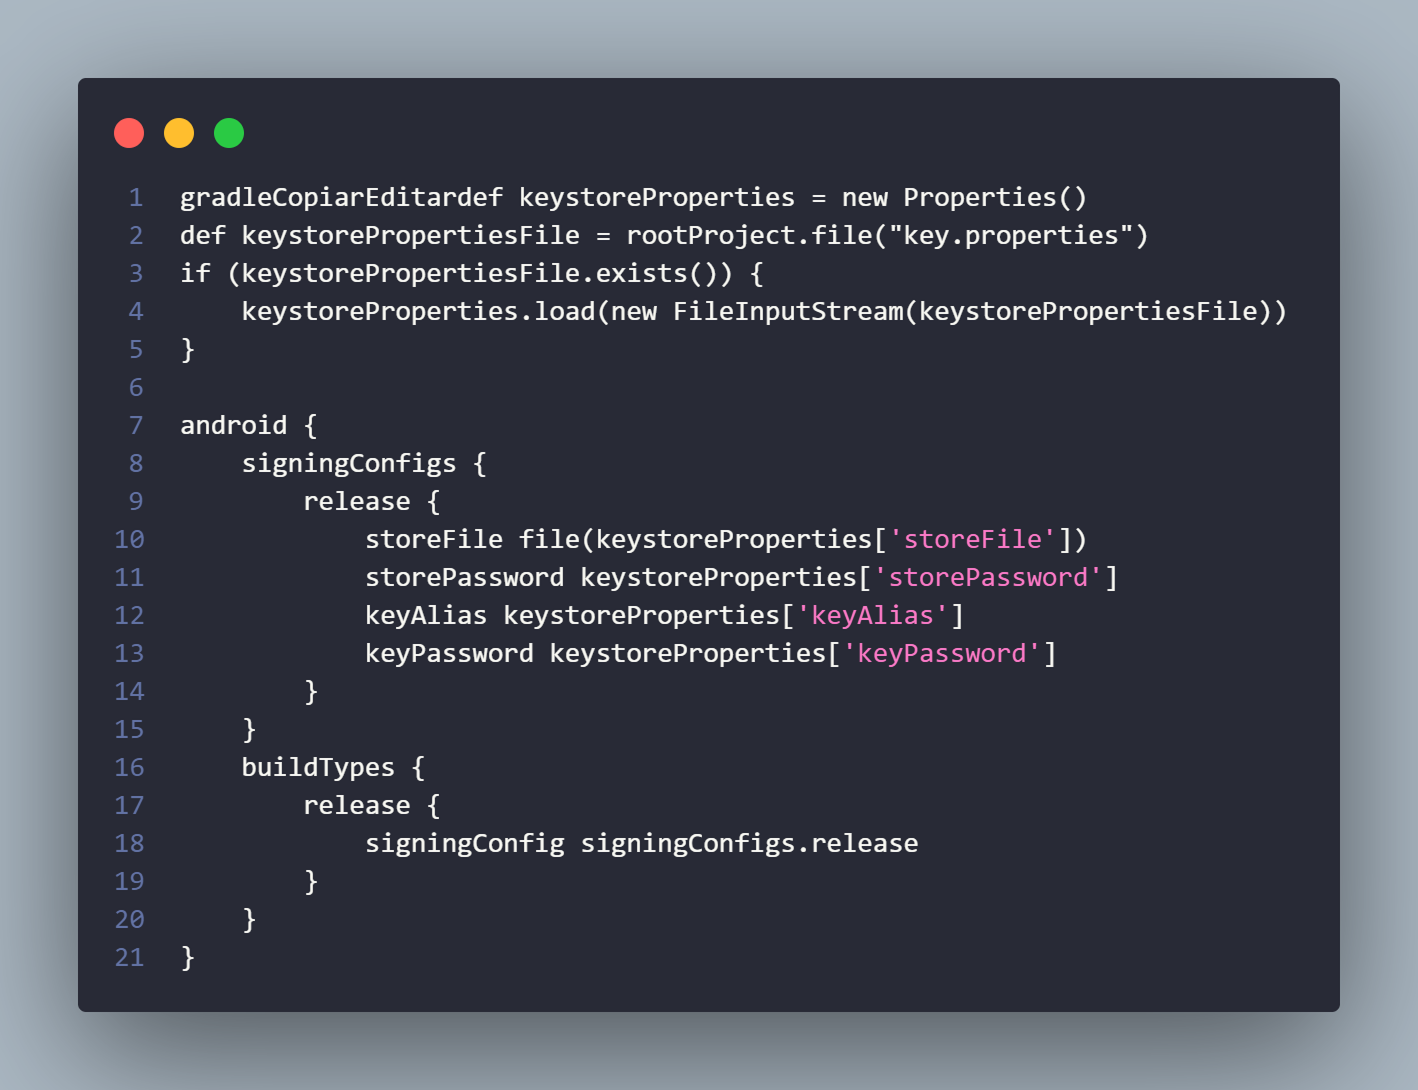 1 gradleCopiarEditardef keystoreProperties = new Properties()
2 def keystorePropertiesFile = rootProject.file("key.properties")
3 if (keystorePropertiesFile.exists()) {
4     keystoreProperties.load(new FileInputStream(keystorePropertiesFile))
5 }
6
7 android {
8     signingConfigs {
9         release {
10             storeFile file(keystoreProperties['storeFile'])
11             storePassword keystoreProperties['storePassword']
12             keyAlias keystoreProperties['keyAlias']
13             keyPassword keystoreProperties['keyPassword']
14         }
15     }
16     buildTypes {
17         release {
18             signingConfig signingConfigs.release
19         }
20     }
21 }